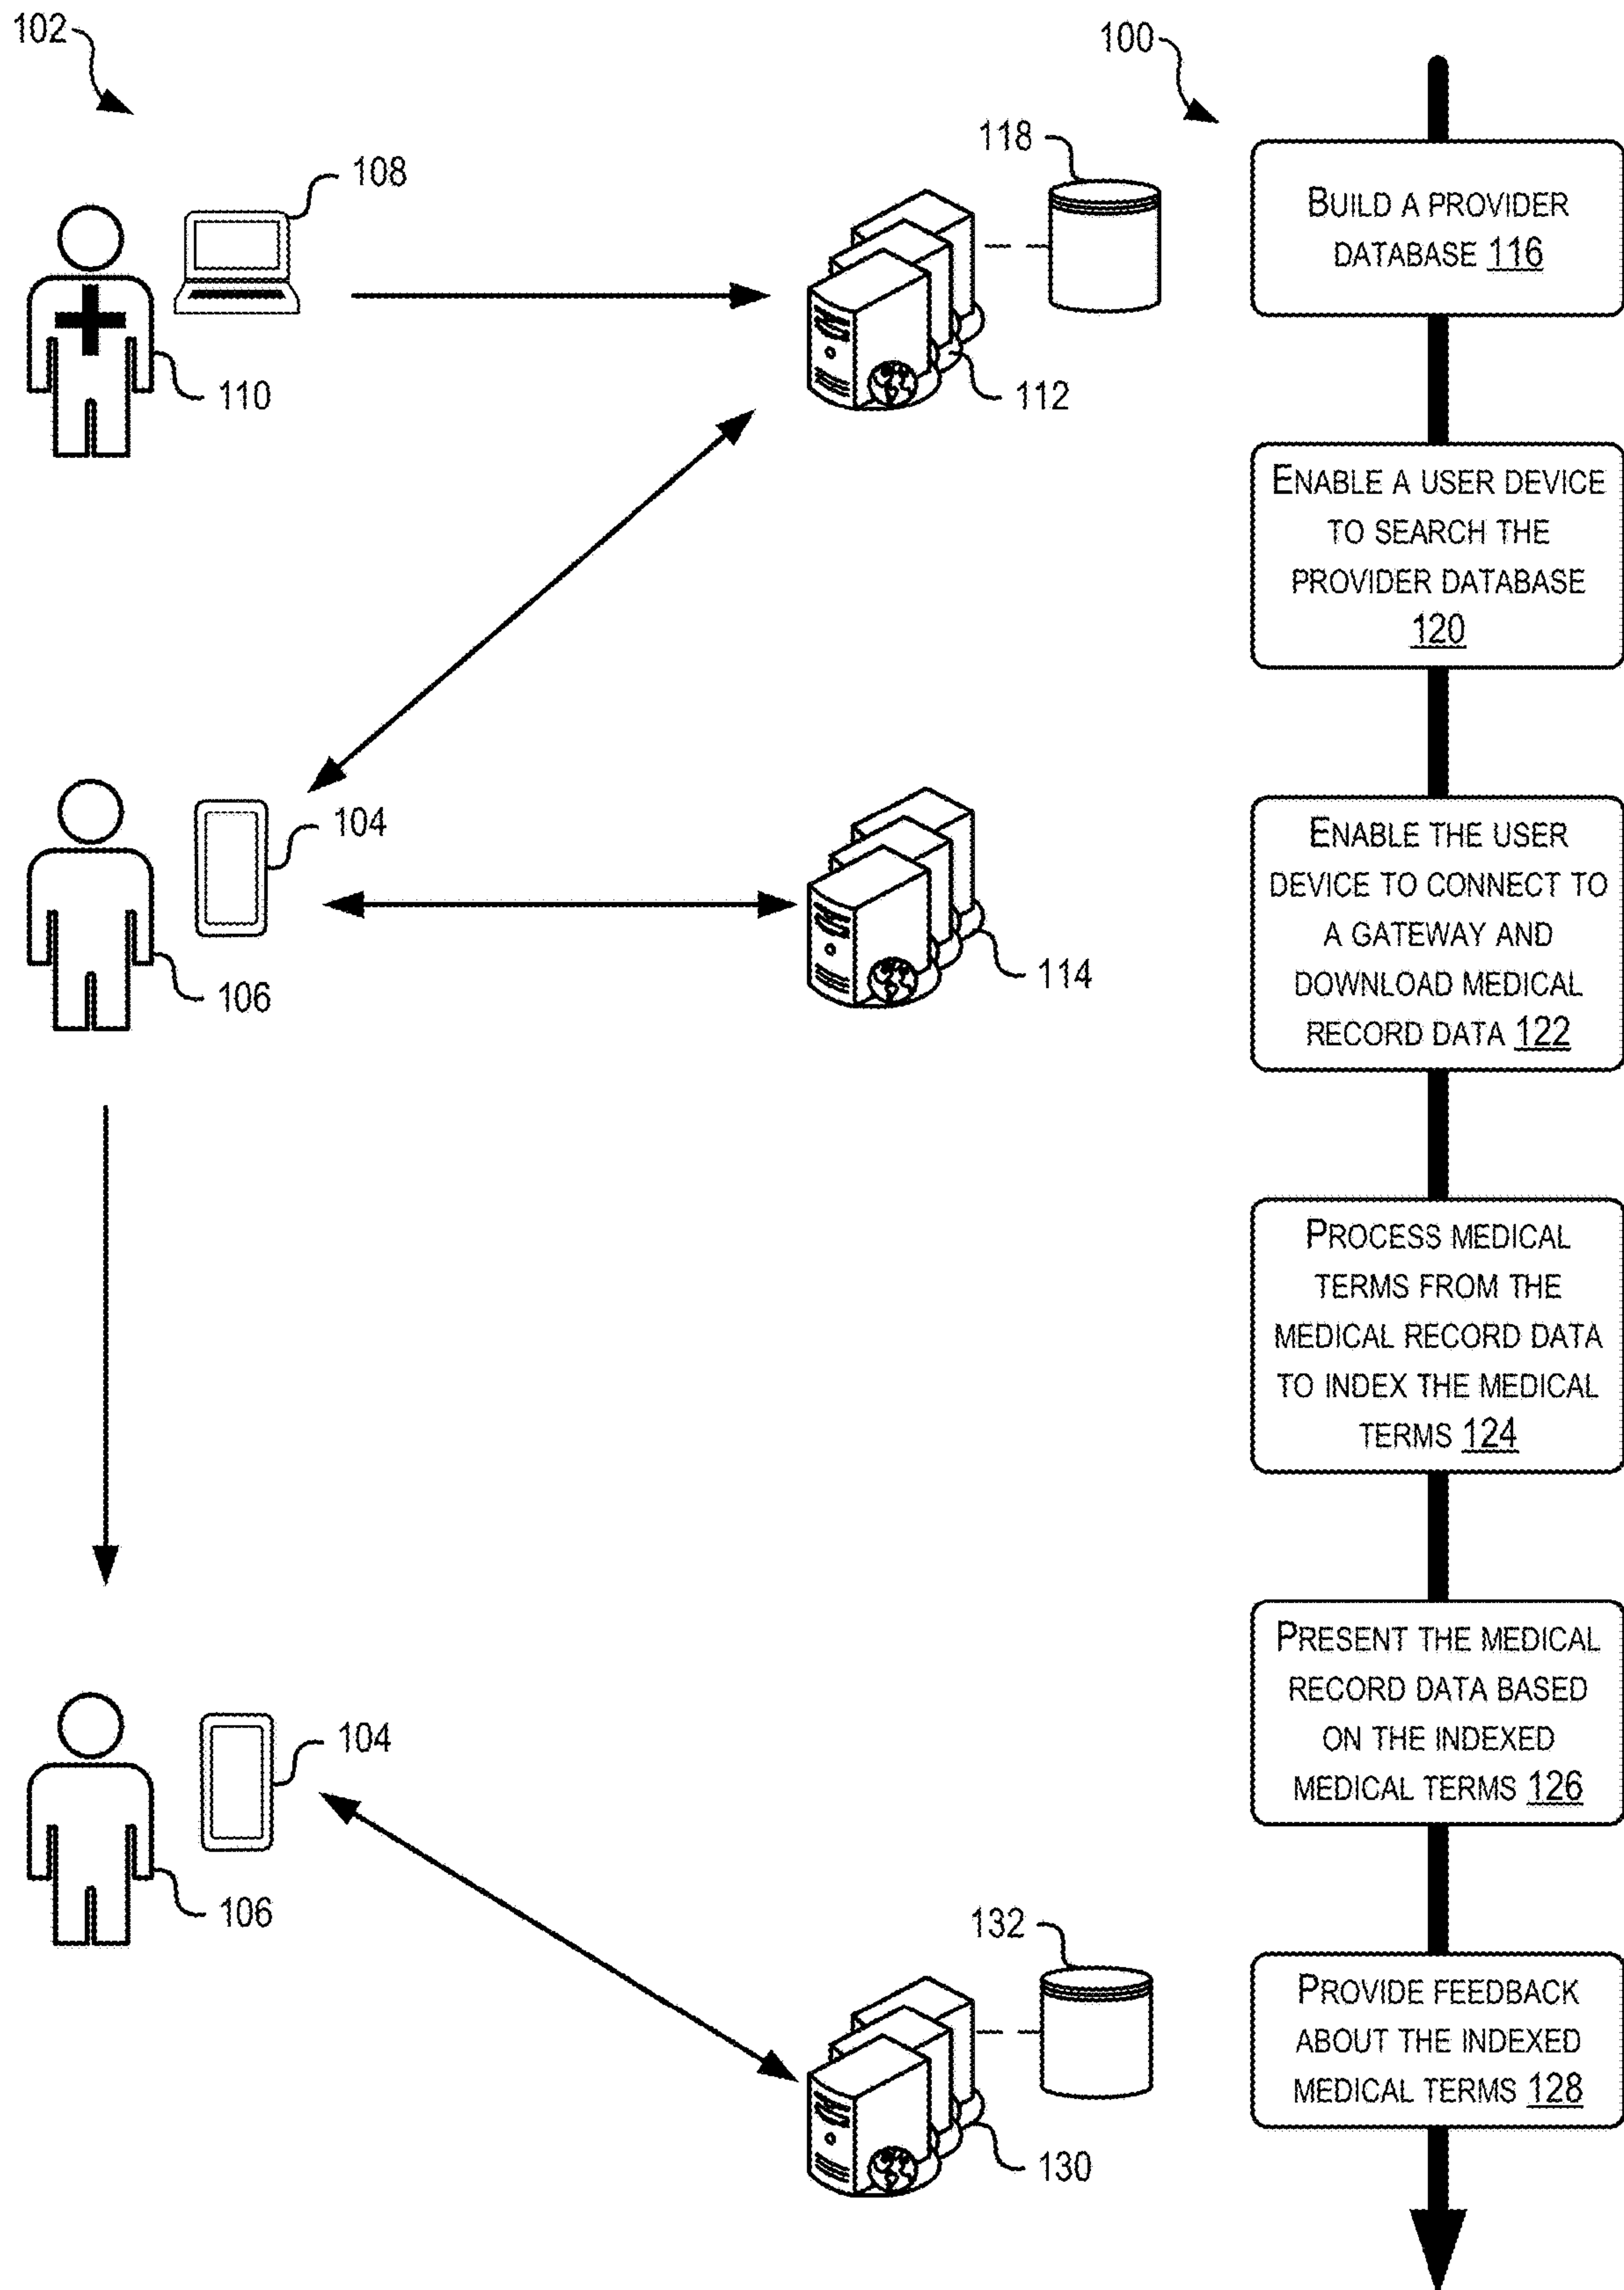 102
100
118
108
BUILD A PROVIDER
DATABASE 116
110
112
ENABLE A USER DEVICE
TO SEARCH THE
PROVIDER DATABASE
120
104
ENABLE THE USER
DEVICE TO CONNECT TO
A GATEWAY AND
DOWNLOAD MEDICAL
RECORD DATA 122
106
114
PROCESS MEDICAL
TERMS FROM THE
MEDICAL RECORD DATA
TO INDEX THE MEDICAL
TERMS 124
PRESENT THE MEDICAL
RECORD DATA BASED
ON THE INDEXED
MEDICAL TERMS 126
104
106
132
PROVIDE FEEDBACK
ABOUT THE INDEXED
MEDICAL TERMS 128
130